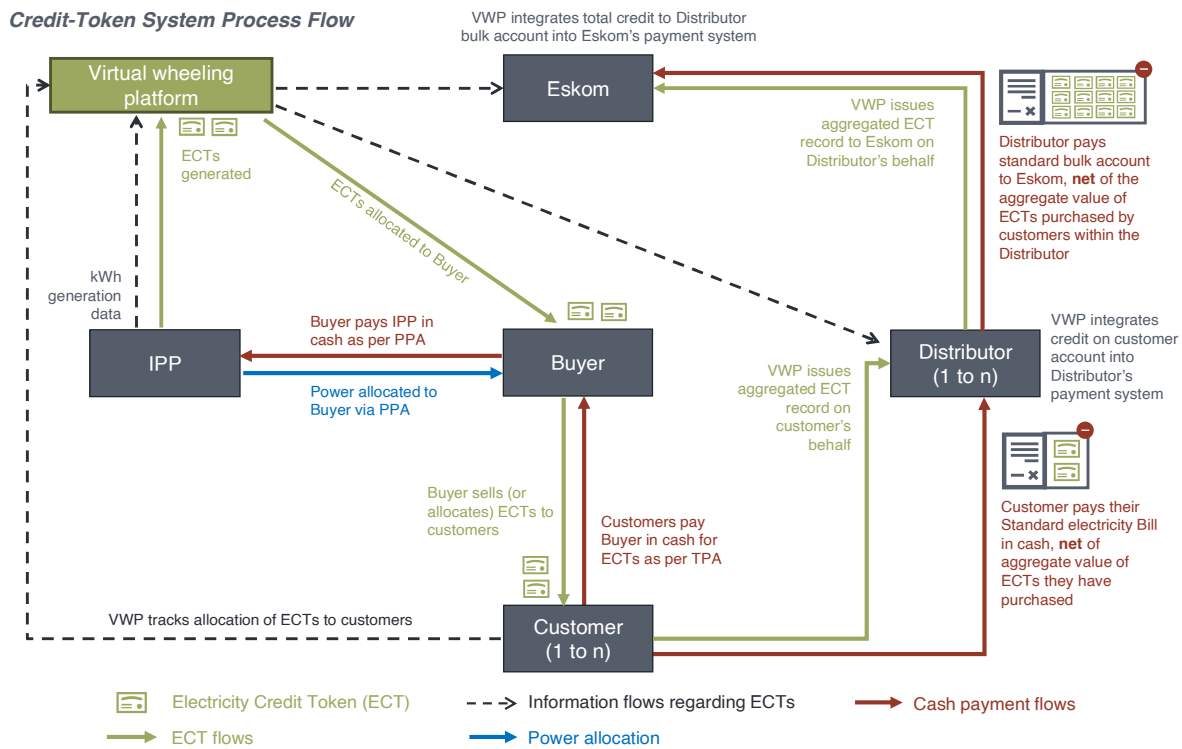 Credit-Token System Process Flow
VWP integrates total credit to Distributor
bulk account into Eskom's payment system
Virtual wheeling
platform
Eskom
ECTs
generated
VWP issues
aggregated ECT
record to Eskom on
Distributor's behalf
Distributor pays
standard bulk account
to Eskom, net of the
aggregate value of
ECTs purchased by
customers within the
Distributor
ECTs allocated to Buyer
kWh
generation
data
IPP
Buyer pays IPP in
cash as per PPA
Power allocated to
Buyer via PPA
Buyer
VWP issues
aggregated ECT
record on
customer's
behalf
Distributor
(1 to n)
VWP integrates
credit on customer
account into
Distributor's
payment system
Buyer sells (or
allocates) ECTs to
customers
Customers pay
Buyer in cash for
ECTs as per TPA
Customer pays their
Standard electricity Bill
in cash, net of
aggregate value of
ECTs they have
purchased
VWP tracks allocation of ECTs to customers
Customer
(1 to n)
Electricity Credit Token (ECT)
Information flows regarding ECTs
Cash payment flows
ECT flows
Power allocation